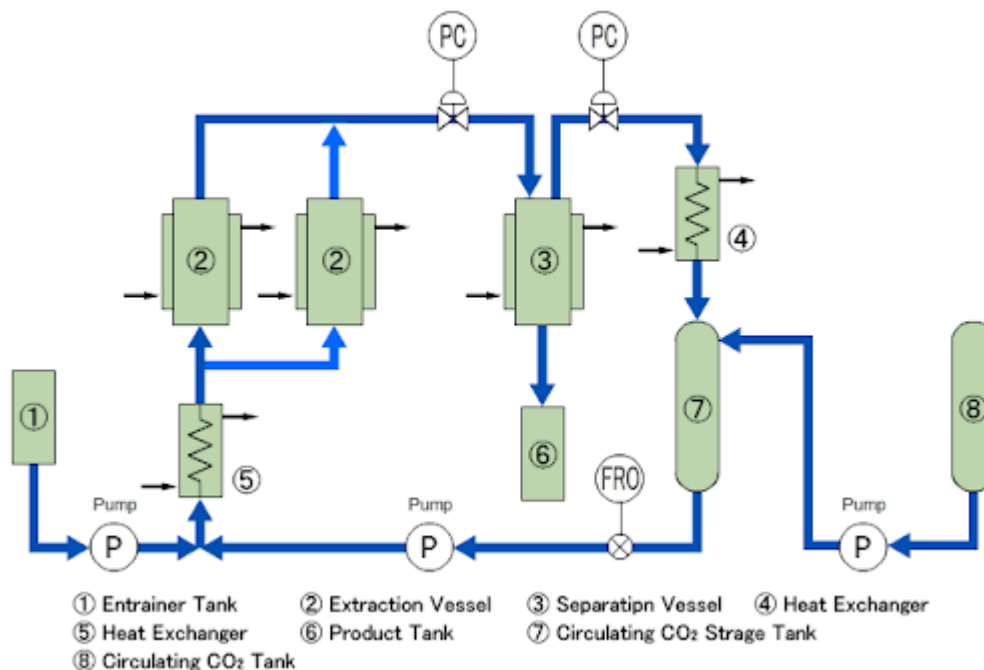 PC PC
② ② ③ ④
① ⑤ ⑥ ⑦ ⑧
FRO
Pump Pump Pump
P P P
① Entrainer Tank ② Extraction Vessel ③ Separatipn Vessel ④ Heat Exchanger
⑤ Heat Exchanger ⑥ Product Tank ⑦ Circulating CO₂ Strage Tank
⑧ Circulating CO₂ Tank